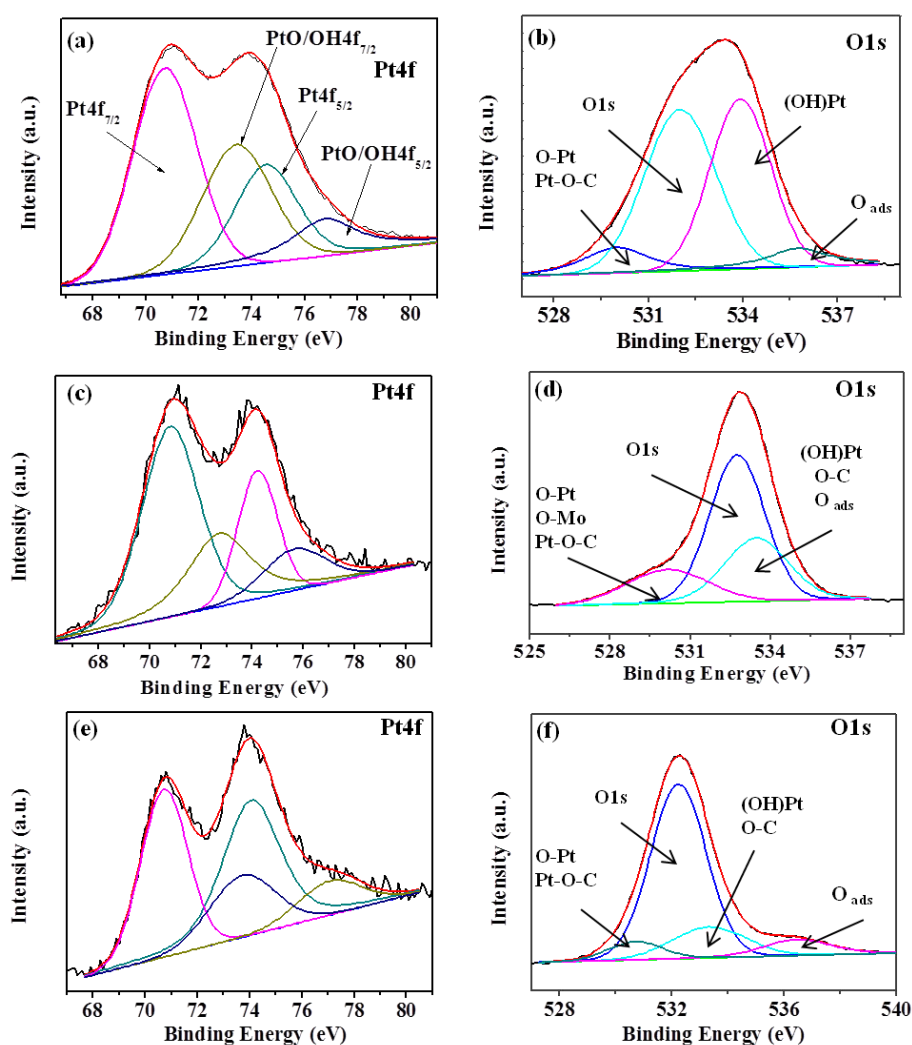 (a)
PtO/OH4f7/2
Pt4f
Pt4f5/2
Pt4f7/2
PtO/OH4f5/2
Intensity (a.u.)
68 70 72 74 76 78 80
Binding Energy (eV)
(b)
O1s
O1s
(OH)Pt
O-Pt
Pt-O-C
O ads
Intensity (a.u.)
528 531 534 537
Binding Energy (eV)
(c)
Pt4f
Intensity (a.u.)
68 70 72 74 76 78 80
Binding Energy (eV)
(d)
O1s
O1s
(OH)Pt
O-C
O ads
O-Pt
O-Mo
Pt-O-C
Intensity (a.u.)
525 528 531 534 537
Binding Energy (eV)
(e)
Pt4f
Intensity (a.u.)
68 70 72 74 76 78 80
Binding Energy (eV)
(f)
O1s
O1s
(OH)Pt
O-C
O-Pt
Pt-O-C
O ads
Intensity (a.u.)
528 532 536 540
Binding Energy (eV)